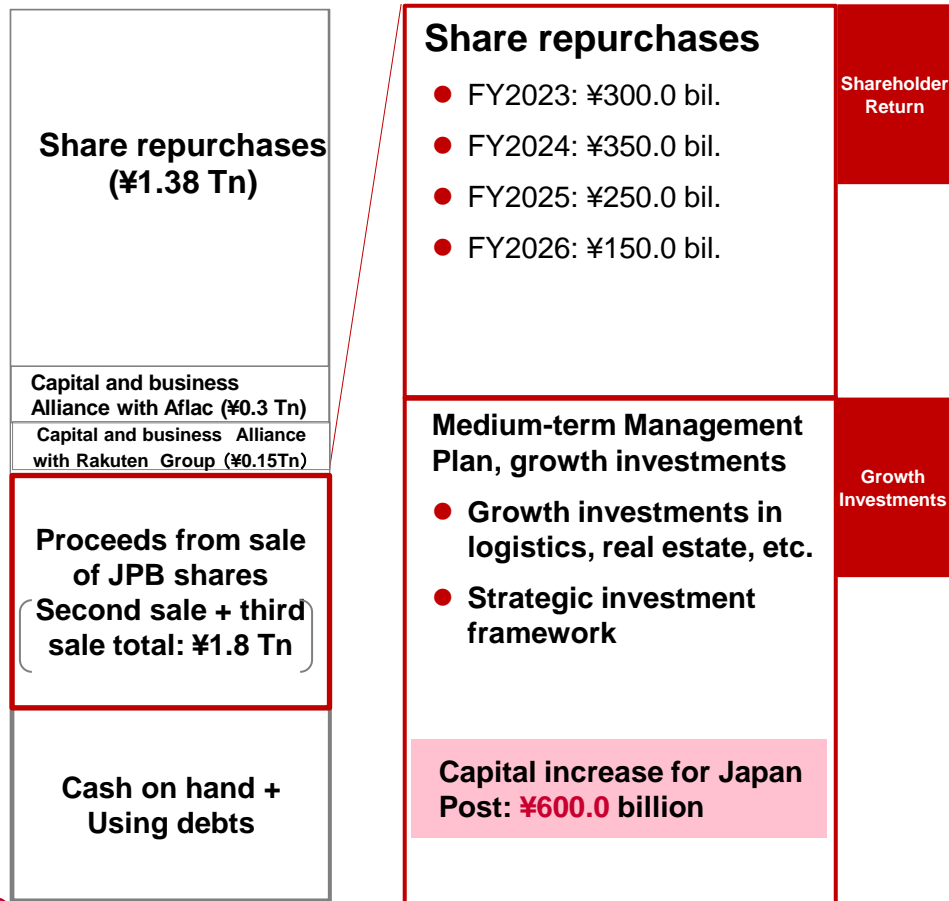 Share repurchases
(¥1.38 Tn)
Capital and business
Alliance with Aflac (¥0.3 Tn)
Capital and business Alliance
with Rakuten Group (¥0.15Tn)
Proceeds from sale
of JPB shares
Second sale + third
sale total: ¥1.8 Tn
Cash on hand +
Using debts
Share repurchases
● FY2023: ¥300.0 bil.
● FY2024: ¥350.0 bil.
● FY2025: ¥250.0 bil.
● FY2026: ¥150.0 bil.
Shareholder
Return
Medium-term Management
Plan, growth investments
● Growth investments in
logistics, real estate, etc.
● Strategic investment
framework
Capital increase for Japan
Post: ¥600.0 billion
Growth
Investments